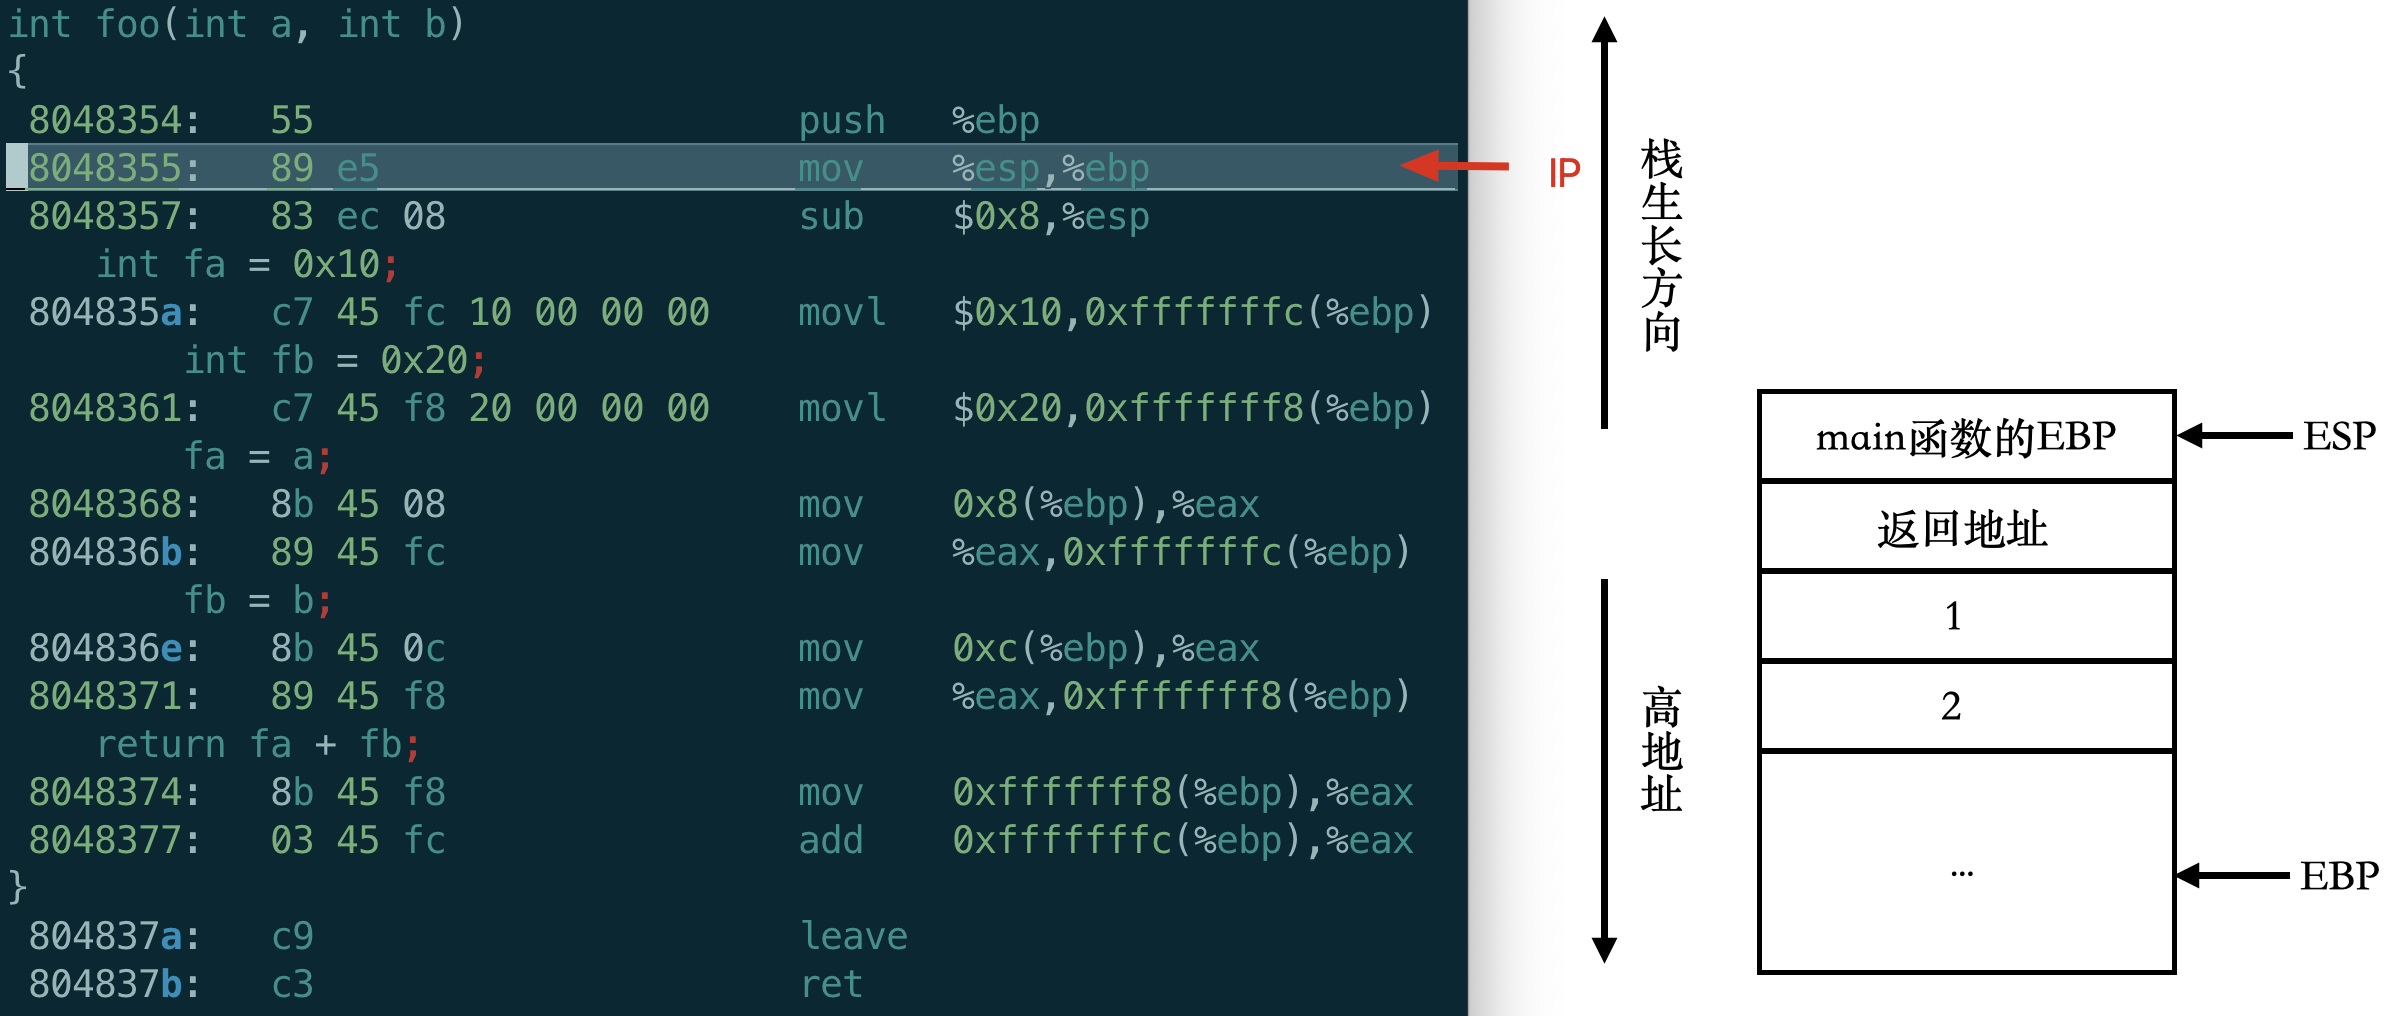 int foo(int a, int b)
{
8048354: 55 push %ebp
8048355: 89 e5 mov %esp,%ebp
8048357: 83 ec 08 sub $0x8,%esp
int fa = 0x10;
804835a: c7 45 fc 10 00 00 00 movl $0x10,0xfffffffc(%ebp)
int fb = 0x20;
8048361: c7 45 f8 20 00 00 00 movl $0x20,0xfffffff8(%ebp)
fa = a;
8048368: 8b 45 08 mov 0x8(%ebp),%eax
804836b: 89 45 fc mov %eax,0xfffffffc(%ebp)
fb = b;
804836e: 8b 45 0c mov 0xc(%ebp),%eax
8048371: 89 45 f8 mov %eax,0xfffffff8(%ebp)
return fa + fb;
8048374: 8b 45 f8 mov 0xfffffff8(%ebp),%eax
8048377: 03 45 fc add 0xfffffffc(%ebp),%eax
}
804837a: c9 leave
804837b: c3 ret
IP
栈生长方向
高地址
main函数的EBP
ESP
返回地址
1
2
...
EBP